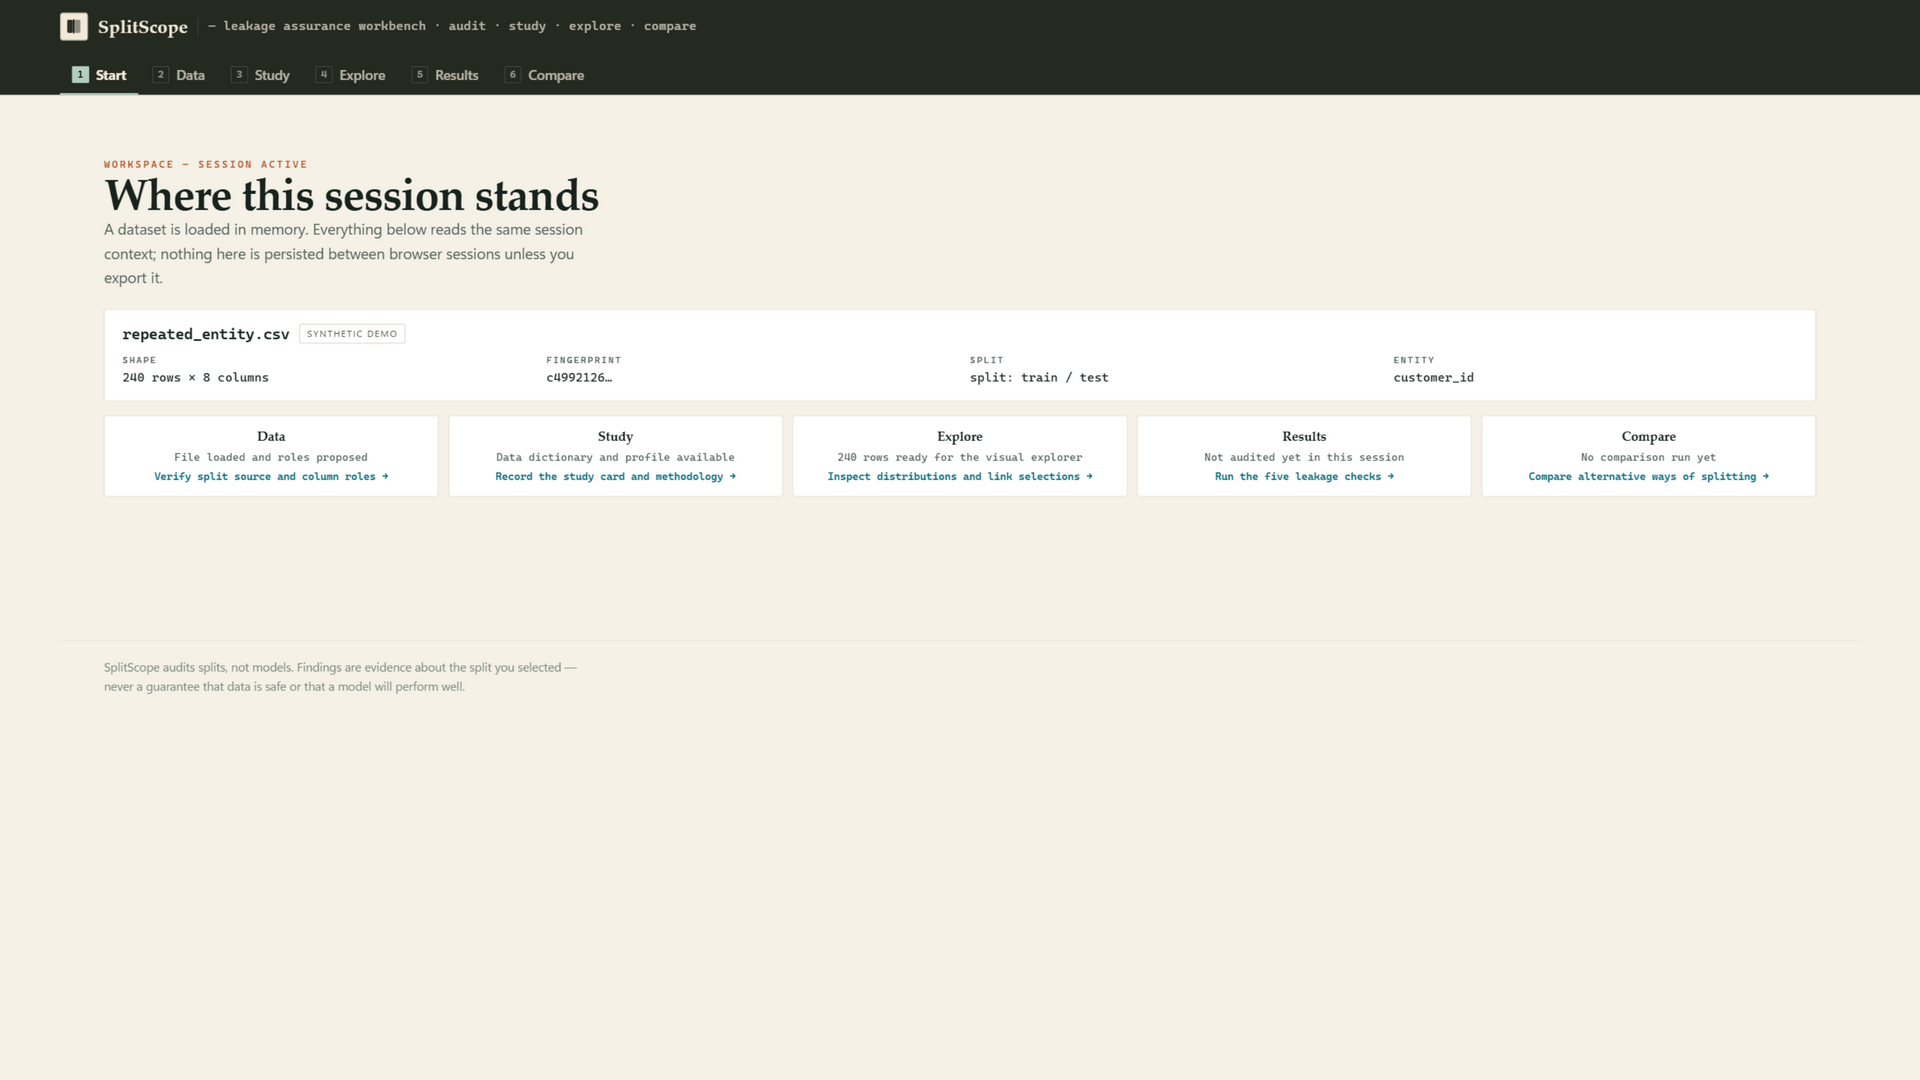 SplitScope
— leakage assurance workbench · audit · study · explore · compare
1 Start
2 Data
3 Study
4 Explore
5 Results
6 Compare
WORKSPACE — SESSION ACTIVE
Where this session stands
A dataset is loaded in memory. Everything below reads the same session
context; nothing here is persisted between browser sessions unless you
export it.
repeated_entity.csv SYNTHETIC DEMO
SHAPE
240 rows × 8 columns
FINGERPRINT
c4992126…
SPLIT
split: train / test
ENTITY
customer_id
Data
File loaded and roles proposed
Verify split source and column roles →
Study
Data dictionary and profile available
Record the study card and methodology →
Explore
240 rows ready for the visual explorer
Inspect distributions and link selections →
Results
Not audited yet in this session
Run the five leakage checks →
Compare
No comparison run yet
Compare alternative ways of splitting →
SplitScope audits splits, not models. Findings are evidence about the split you selected —
never a guarantee that data is safe or that a model will perform well.